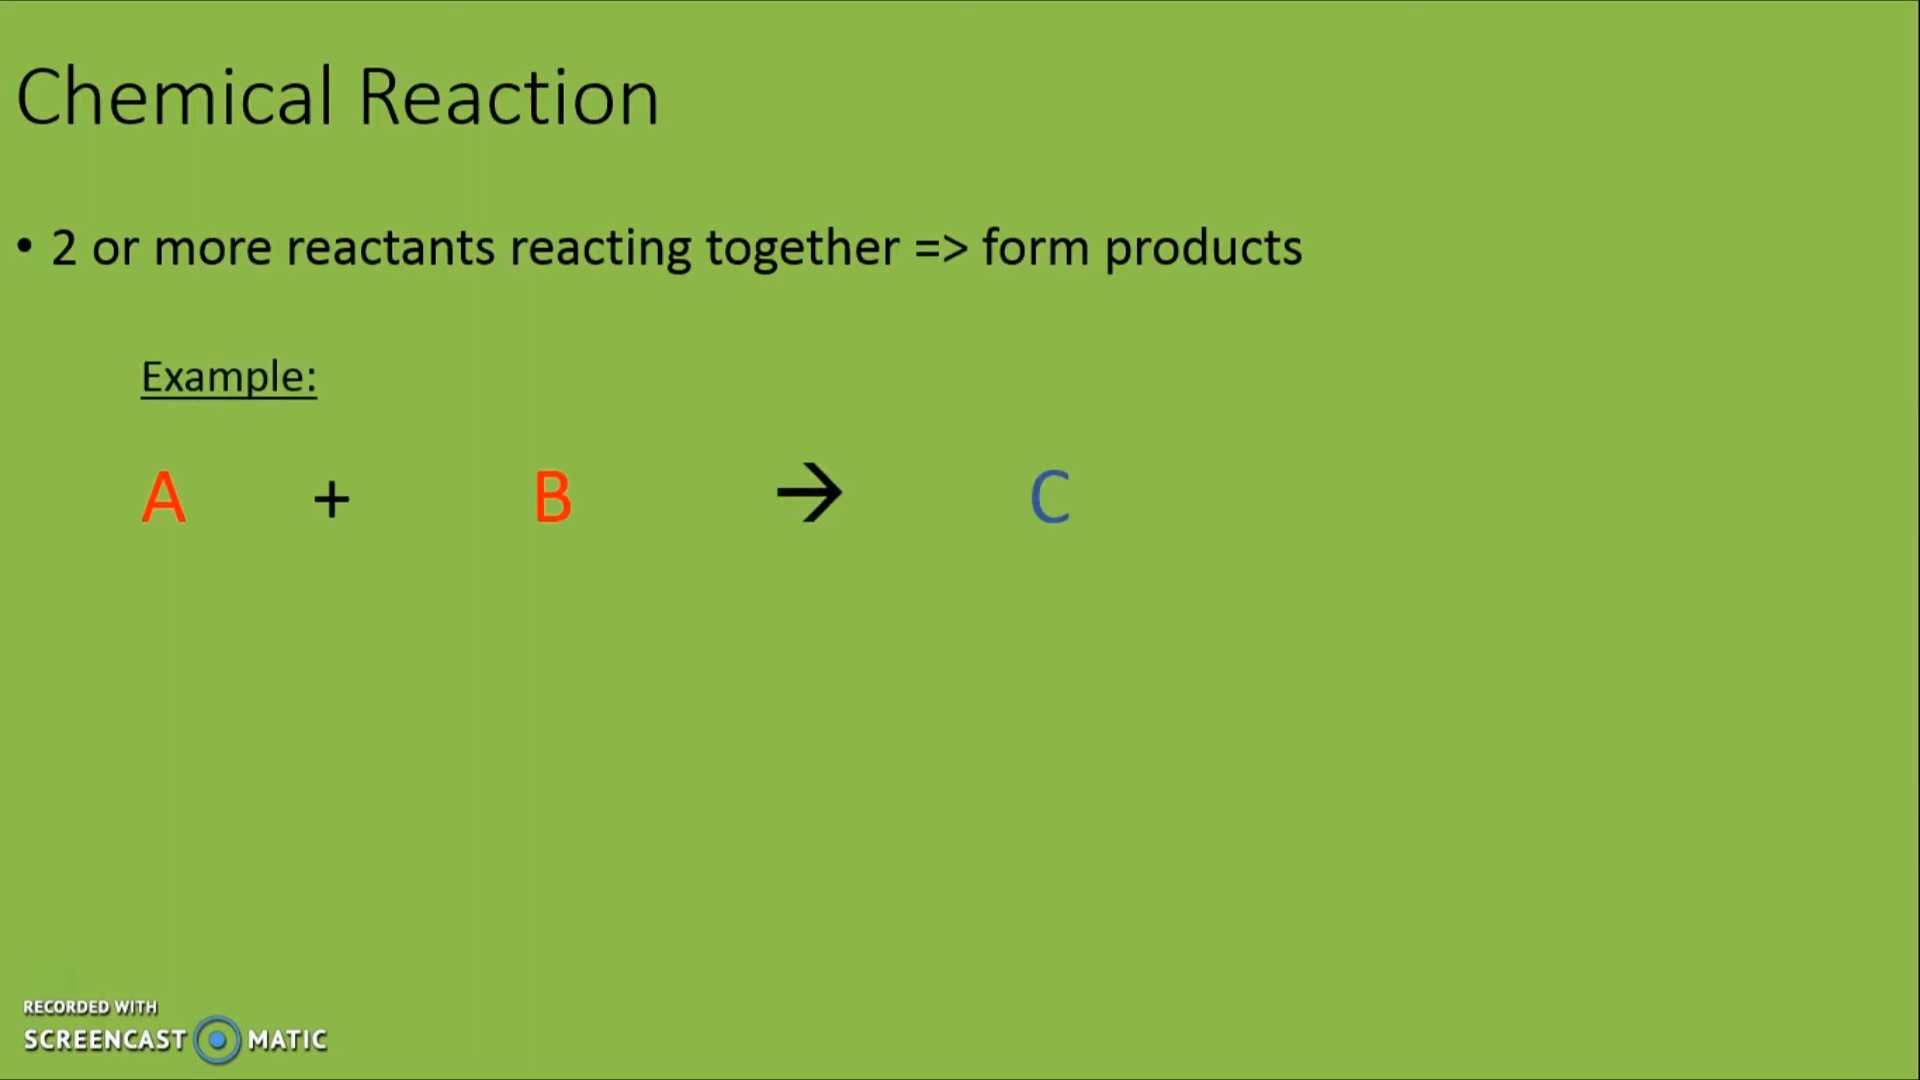 Chemical Reaction
• 2 or more reactants reacting together => form products
Example:
A + B → C
RECORDED WITH
SCREENCAST MATIC